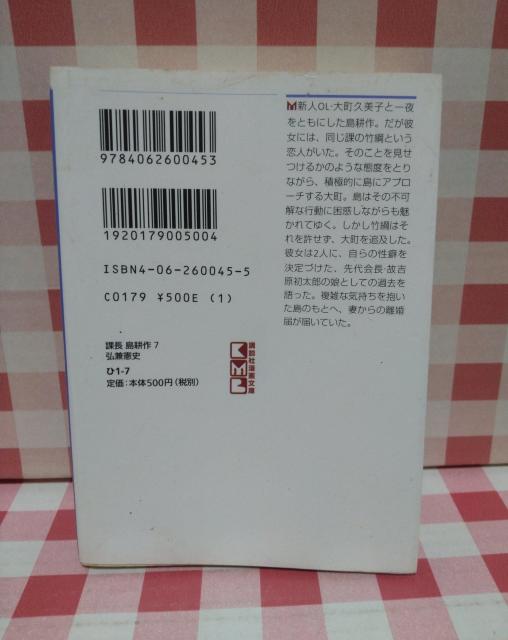 9784062600453
1920179005004
ISBN4-06-260045-5
C0179 ¥500E (1)
課長 島耕作 7
弘兼憲史
ひ1-7
定価:本体500円(税別)
KMB
講談社漫画文庫
M新人OL・大町久美子と一夜
をともにした島耕作。だが彼
女には、同じ課の竹綱という
恋人がいた。そのことを見せ
つけるかのような態度をとり
ながら、積極的に島にアプロ
ーチする大町。島はその不可
解な行動に困惑しながらも魅
かれてゆく。しかし竹綱はそ
れを許せず、大町を追及した。
彼女は2人に、自らの性癖を
決定づけた、先代会長・故吉
原初太郎の娘としての過去を
語った。複雑な気持ちを抱い
た島のもとへ、妻からの離婚
届が届いていた。